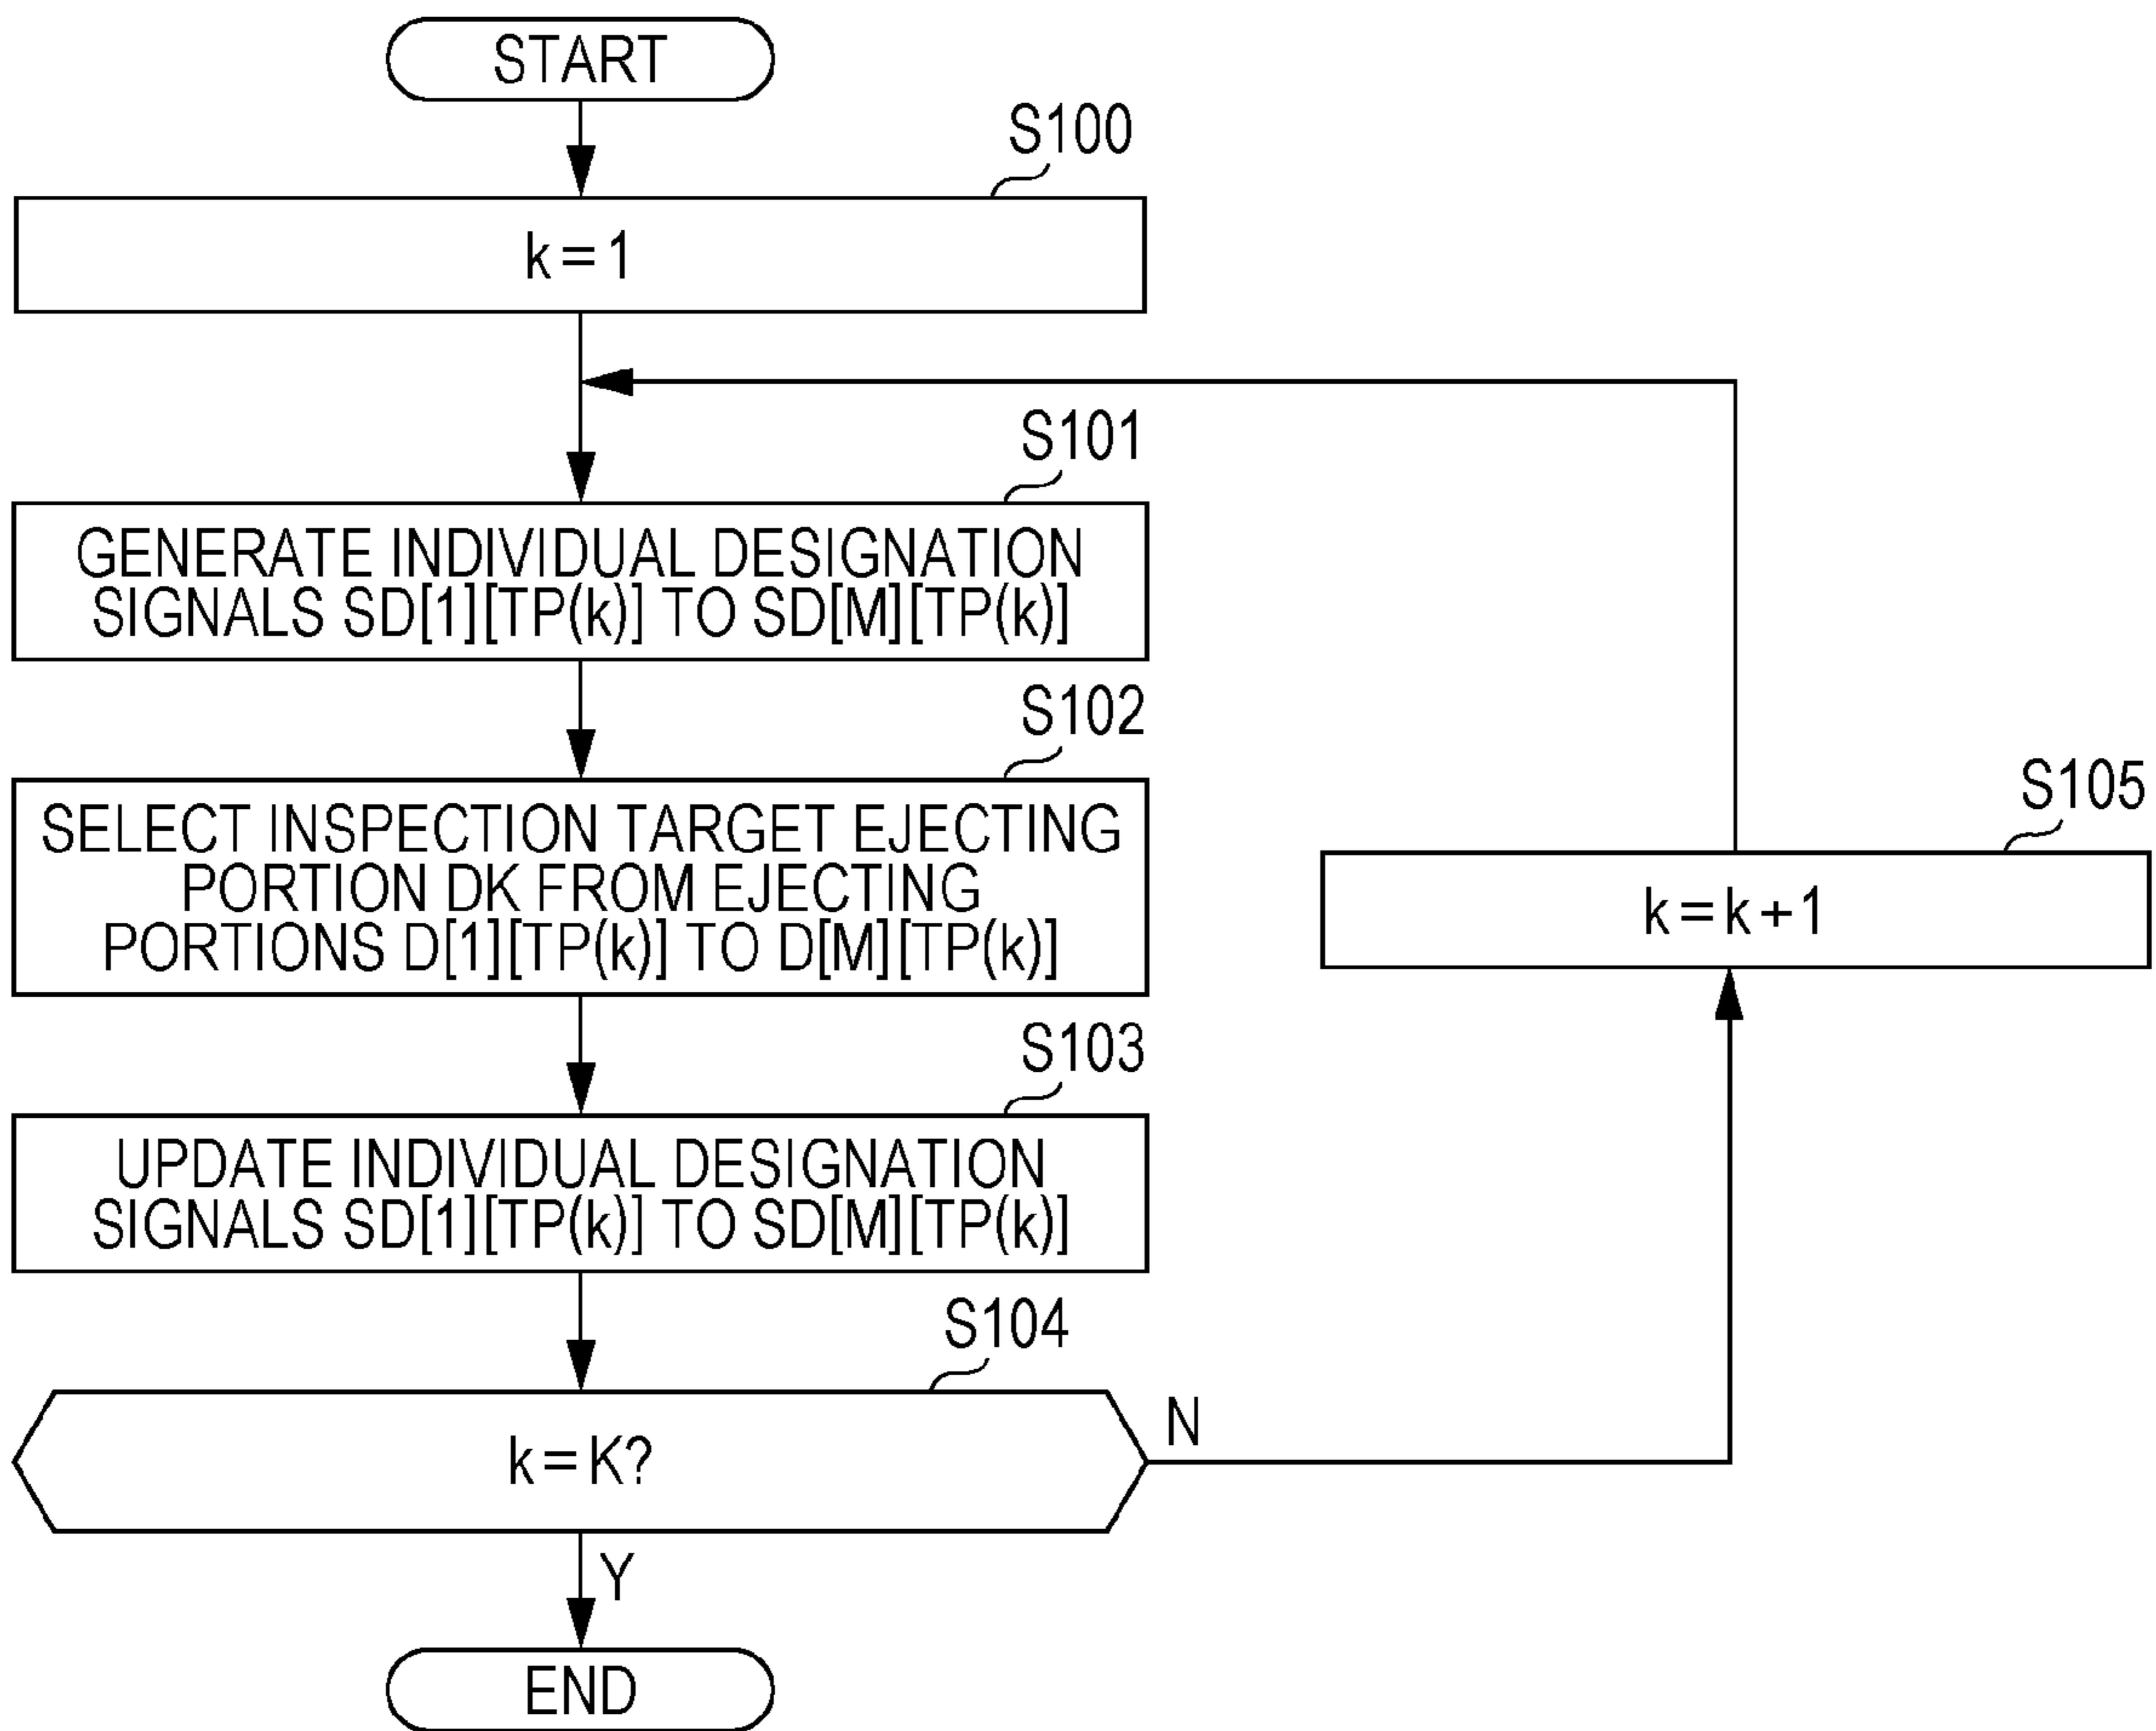 START
S100
k=1
S101
GENERATE INDIVIDUAL DESIGNATION
SIGNALS SD[1][TP(k)] TO SD[M][TP(k)]
S102
SELECT INSPECTION TARGET EJECTING
PORTION DK FROM EJECTING
PORTIONS D[1][TP(k)] TO D[M][TP(k)]
S105
k=k+1
S103
UPDATE INDIVIDUAL DESIGNATION
SIGNALS SD[1][TP(k)] TO SD[M][TP(k)]
S104
k=K?
N
Y
END